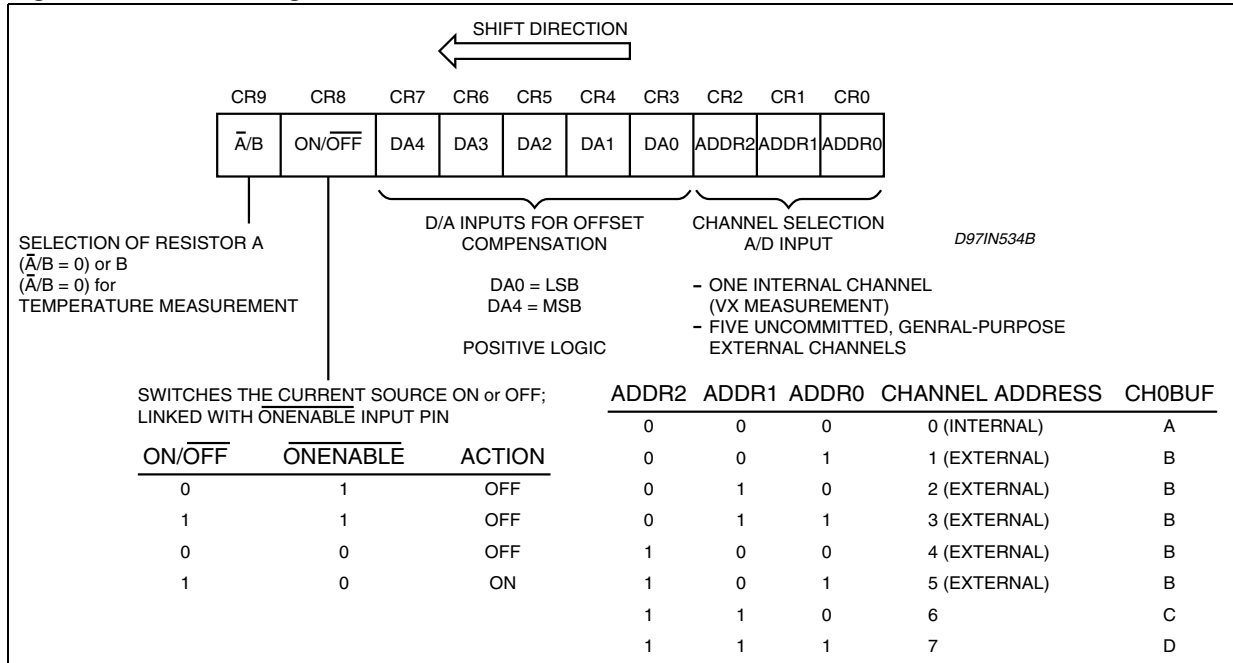 SHIFT DIRECTION
CR9 CR8 CR7 CR6 CR5 CR4 CR3 CR2 CR1 CR0
A̅/B ON/O̅F̅F̅ DA4 DA3 DA2 DA1 DA0 ADDR2 ADDR1 ADDR0
SELECTION OF RESISTOR A
(A̅/B = 0) or B
(A̅/B = 0) for
TEMPERATURE MEASUREMENT
D/A INPUTS FOR OFFSET
COMPENSATION
DA0 = LSB
DA4 = MSB
POSITIVE LOGIC
CHANNEL SELECTION
A/D INPUT
– ONE INTERNAL CHANNEL
(VX MEASUREMENT)
– FIVE UNCOMMITTED, GENRAL-PURPOSE
EXTERNAL CHANNELS
D97IN534B
SWITCHES THE CURRENT SOURCE ON or OFF;
LINKED WITH O̅N̅E̅N̅A̅B̅L̅E̅ INPUT PIN
ON/O̅F̅F̅ O̅N̅E̅N̅A̅B̅L̅E̅ ACTION
0 1 OFF
1 1 OFF
0 0 OFF
1 0 ON
ADDR2 ADDR1 ADDR0 CHANNEL ADDRESS CH0BUF
0 0 0 0 (INTERNAL) A
0 0 1 1 (EXTERNAL) B
0 1 0 2 (EXTERNAL) B
0 1 1 3 (EXTERNAL) B
1 0 0 4 (EXTERNAL) B
1 0 1 5 (EXTERNAL) B
1 1 0 6 C
1 1 1 7 D